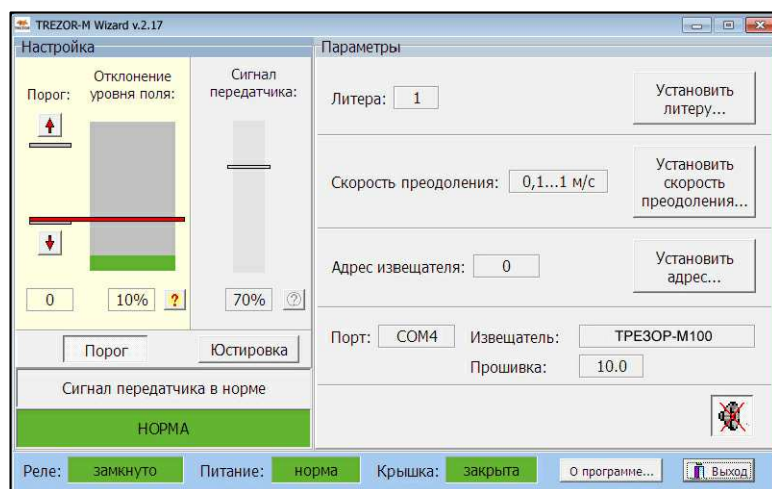 TREZOR-M Wizard v.2.17
Настройка
Порог:
Отклонение
уровня поля:
Сигнал
передатчика:
0
10%
?
70%
?
Порог
Юстировка
Сигнал передатчика в норме
НОРМА
Параметры
Литера: 1
Установить
литеру...
Скорость преодоления: 0,1...1 м/с
Установить
скорость
преодоления...
Адрес извещателя: 0
Установить
адрес...
Порт: COM4 Извещатель: ТРЕЗОР-М100
Прошивка: 10.0
Реле: замкнуто Питание: норма Крышка: закрыта О программе... Выход